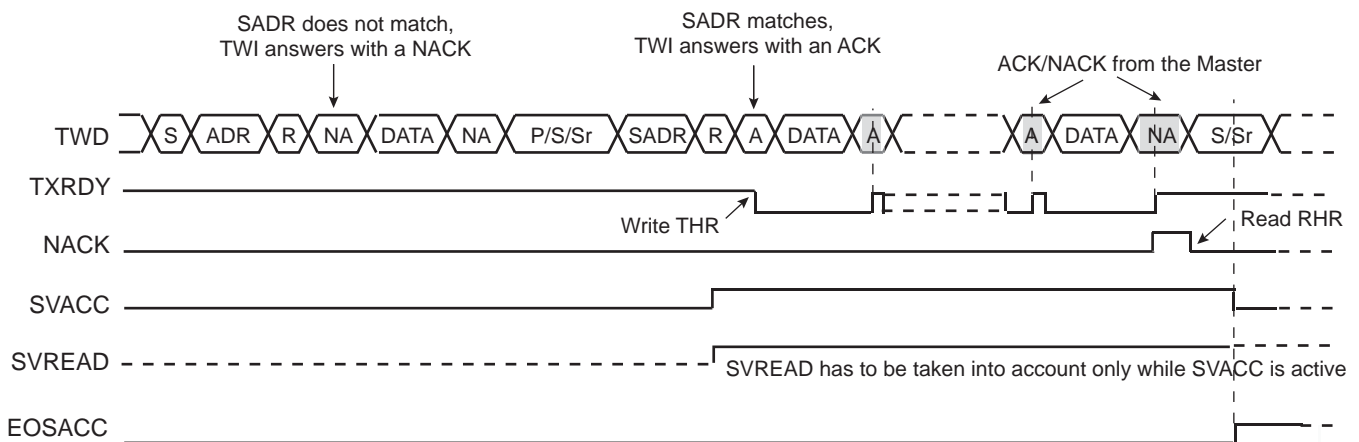 SADR does not match,
TWI answers with a NACK
SADR matches,
TWI answers with an ACK
ACK/NACK from the Master
TWD S ADR R NA DATA NA P/S/Sr SADR R A DATA A A DATA NA S/Sr
TXRDY
Write THR
Read RHR
NACK
SVACC
SVREAD
SVREAD has to be taken into account only while SVACC is active
EOSACC